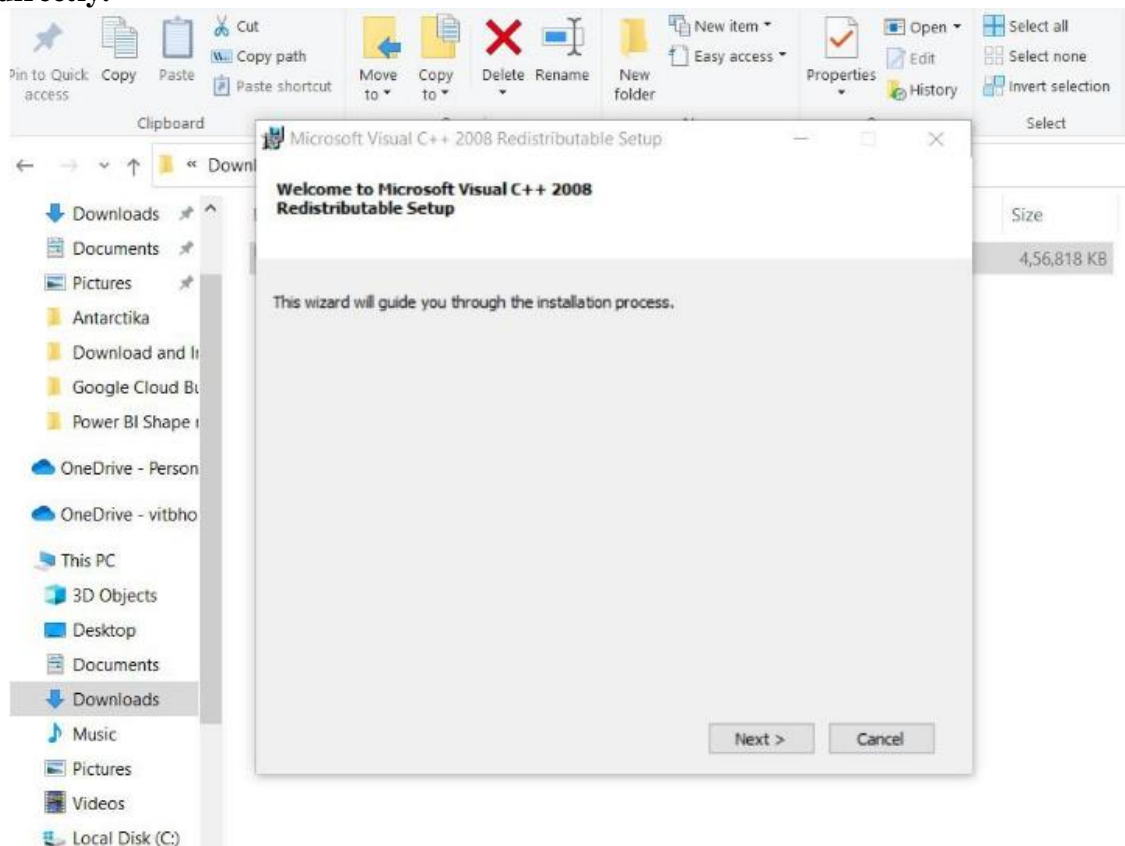 Cut
New item
Open
Select all
Copy path
Easy access
Edit
Select none
Pin to Quick access
Copy
Paste
Paste shortcut
Move to
Copy to
Delete
Rename
New folder
Properties
History
Invert selection
Clipboard
Select
Microsoft Visual C++ 2008 Redistributable Setup
«
Welcome to Microsoft Visual C++ 2008
Redistributable Setup
This wizard will guide you through the installation process.
Next >
Cancel
Size
4,56,818 KB
Downloads
Documents
Pictures
Antarctika
Download and
Google Cloud
Power BI Shape
OneDrive - Person
OneDrive - vitbho
This PC
3D Objects
Desktop
Documents
Downloads
Music
Pictures
Videos
Local Disk (C:)